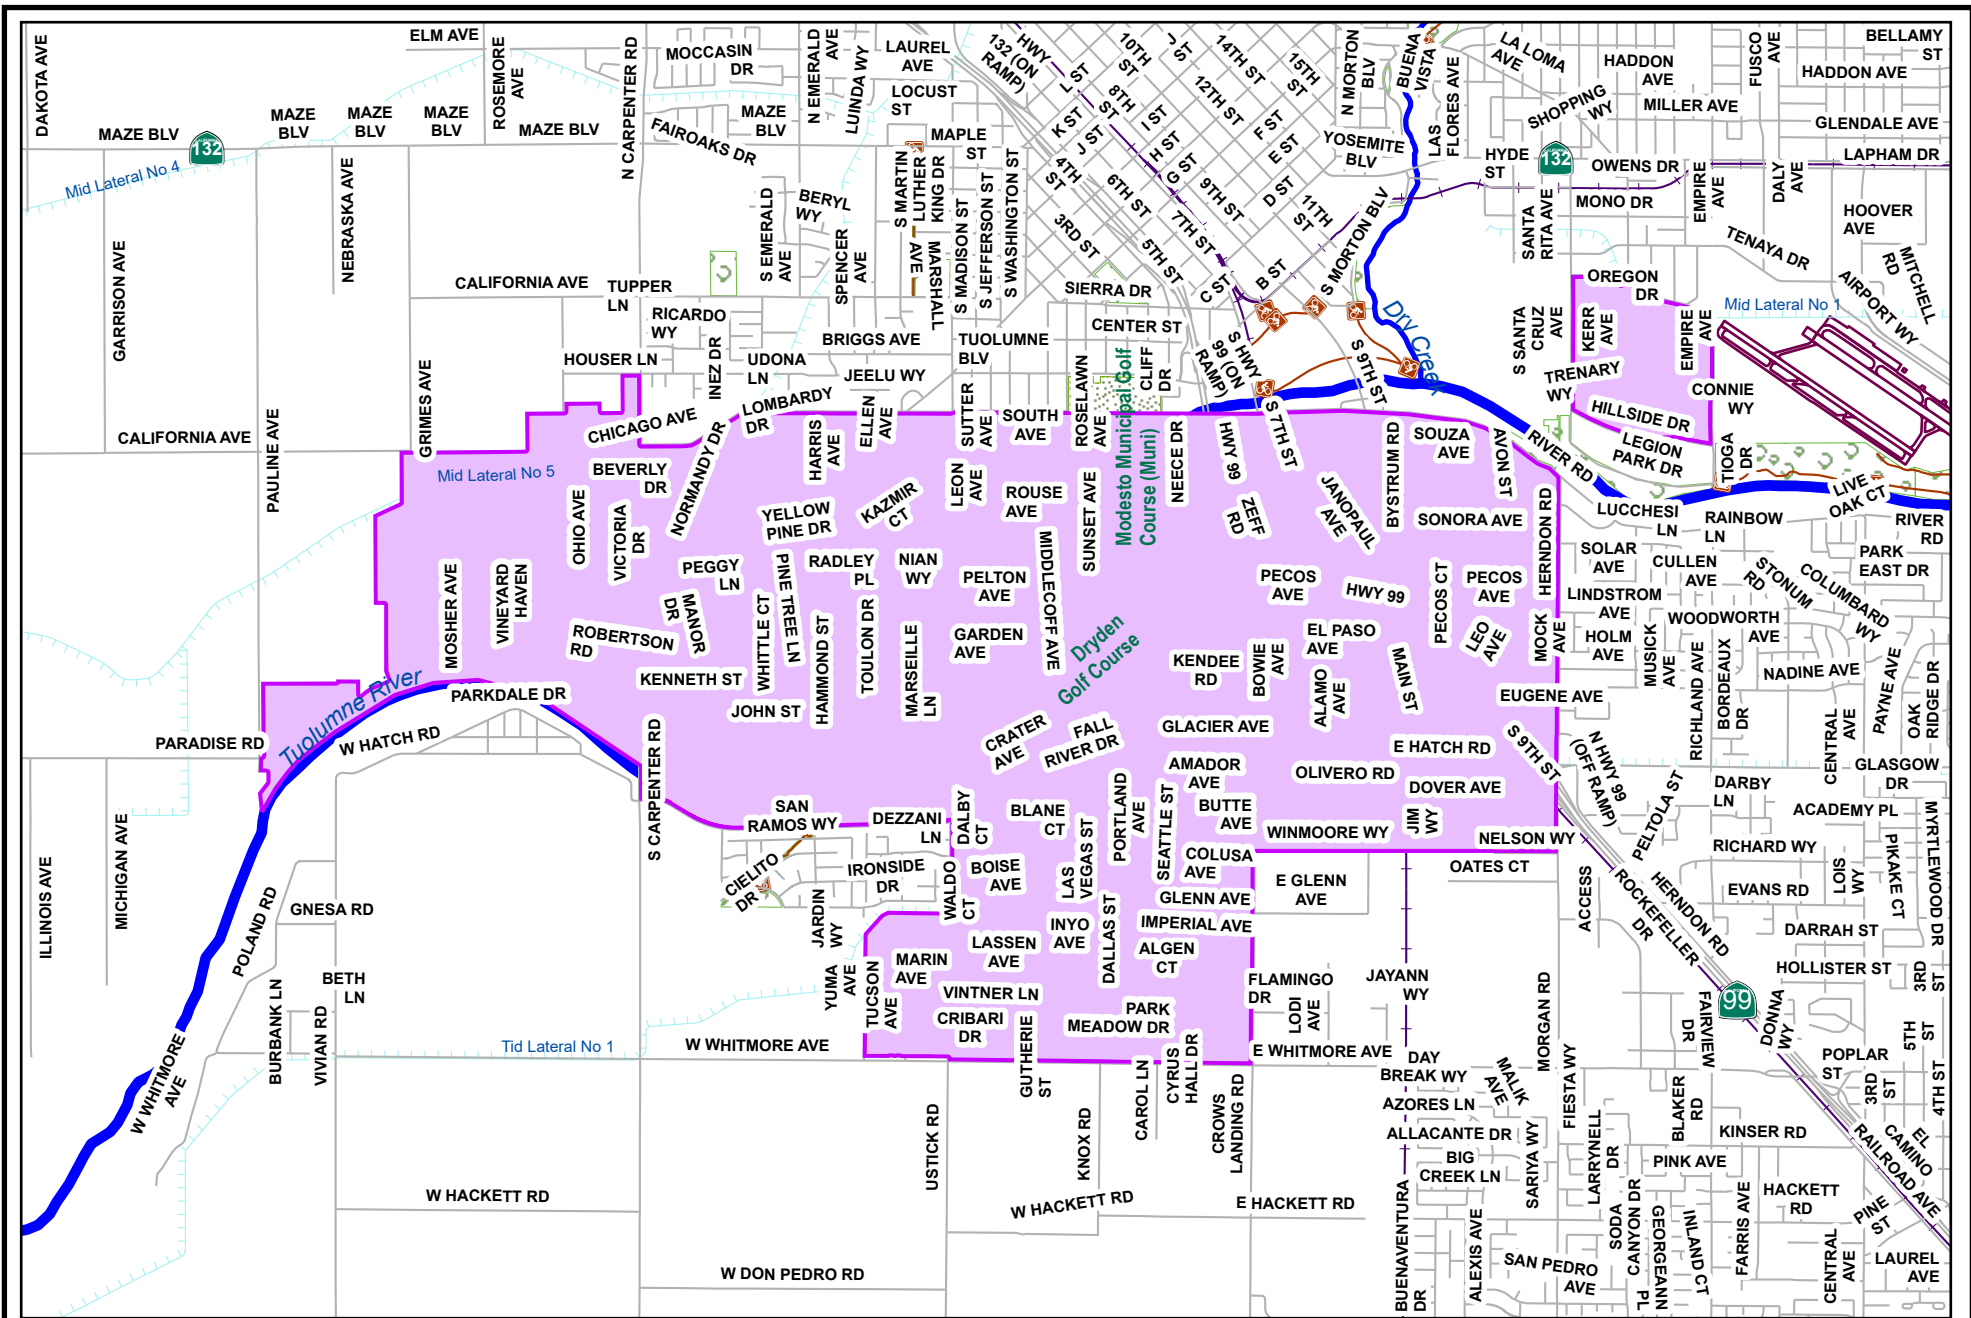 DAKOTA AVE
ELM AVE
ROSEMORE
AVE
N CARPENTER RD
MOCCASIN
DR
N EMERALD
AVE
LUNDA WY
LAUREL
AVE
LOCUST
ST
HWY
132 (ON
RAMP)
L ST
10TH
ST
J ST
14TH ST
15TH
ST
12TH ST
8TH
ST
I ST
K ST
J ST
H ST
G ST
F ST
E ST
D ST
4TH
ST
6TH ST
9TH ST
7TH ST
11TH
ST
3RD ST
5TH ST
C ST
B ST
N MORTON
BLV
BUENA
VISTA
LAS
FLORES AVE
LA LOMA
AVE
HADDON
AVE
FUSCO
AVE
BELLAMY
ST
HADDON AVE
SHOPPING
WY
MILLER AVE
GLENDALE AVE
LAPHAM DR
MAZE BLV
132
MAZE
BLV
MAZE
BLV
MAZE
BLV
MAZE BLV
FAIROAKS DR
MAZE
BLV
MAPLE
ST
YOSEMITE
BLV
HYDE
ST
132
OWENS DR
EMPIRE
AVE
DALY
AVE
MONO DR
SANTA
RITA AVE
HOOVER
AVE
TENAYA DR
MITCHELL
RD
AIRPORT WY
Mid Lateral No 4
GARRISON AVE
NEBRASKA AVE
CALIFORNIA AVE
TUPPER
LN
RICARDO
WY
S EMERALD
AVE
BERYL
WY
SPENCER
AVE
S MARTIN
LUTHER
KING DR
AVE
MARSHALL
S MADISON ST
S JEFFERSON ST
S WASHINGTON ST
SIERRA DR
CENTER ST
S MORTON BLV
Dry Creek
S HWY
99 (ON
RAMP)
S 9TH ST
OREGON
DR
Mid Lateral No 1
S SANTA
CRUZ
AVE
KERR
AVE
EMPIRE
AVE
TRENARY
WY
CONNIE
WY
HILLSIDE DR
LEGION
PARK DR
TIOGA
DR
LIVE
OAK CT
HOUSER LN
INEZ DR
UDONA
LN
BRIGGS AVE
JEELU WY
TUOLUMNE
BLV
CLIFF
DR
Modesto Municipal Golf
Course (Muni)
GRIMES AVE
PAULINE AVE
CALIFORNIA AVE
CHICAGO AVE
LOMBARDY
DR
NORMANDY DR
HARRIS
AVE
ELLEN
AVE
SUTTER
AVE
SOUTH
AVE
ROSELAWN
AVE
NEECE DR
HWY 99
S 7TH ST
BYSTRUM RD
SOUZA
AVE
AVON ST
RIVER RD
Mid Lateral No 5
BEVERLY
DR
OHIO AVE
VICTORIA
DR
YELLOW
PINE DR
KAZMIR
CT
LEON
AVE
ROUSE
AVE
SUNSET AVE
ZEFF
RD
JANOPAUL
AVE
SONORA AVE
HERNDON RD
LUCCHESI
LN
RAINBOW
LN
RIVER
RD
SOLAR
AVE
CULLEN
AVE
STONUM
RD
PARK
EAST DR
COLUMBARD
WY
LINDSTROM
AVE
WOODWORTH
AVE
HOLM
AVE
MUSICK
AVE
NADINE AVE
MOSHER AVE
VINEYARD
HAVEN
PEGGY
LN
MANOR
DR
ROBERTSON
RD
PINE TREE LN
WHITTLE CT
RADLEY
PL
NIAN
WY
PELTON
AVE
MIDDLECOFF AVE
HAMMOND ST
TOULON DR
MARSEILLE
LN
GARDEN
AVE
Dryden
Golf Course
PECOS
AVE
HWY 99
PECOS CT
PECOS
AVE
LEO
AVE
MOCK
AVE
EL PASO
AVE
KENDEE
RD
BOWIE
AVE
ALAMO
AVE
MAIN ST
EUGENE AVE
RICHLAND AVE
BORDEAUX
DR
PAYNE AVE
OAK
RIDGE DR
CENTRAL
AVE
KENNETH ST
JOHN ST
PARKDALE DR
Tuolumne River
W HATCH RD
PARADISE RD
CRATER
AVE
FALL
RIVER DR
GLACIER AVE
E HATCH RD
S 9TH ST
N HWY 99
(OFF RAMP)
GLASGOW
DR
AMADOR
AVE
OLIVERO RD
DOVER AVE
PELTOLA ST
DARBY
LN
ACADEMY PL
S CARPENTER RD
SAN
RAMOS WY
DEZZANI
LN
DALBY
CT
BLANE
CT
PORTLAND
AVE
SEATTLE ST
BUTTE
AVE
WINMOORE WY
JIM
WY
NELSON WY
RICHARD WY
LOIS
WY
PIKAKE CT
MYRTLEWOOD DR
ILLINOIS AVE
MICHIGAN AVE
CIELITO
DR
IRONSIDE
DR
WALDO
CT
BOISE
AVE
LAS
VEGAS ST
COLUSA
AVE
OATES CT
E GLENN
AVE
GLENN AVE
EVANS RD
GNESA RD
POLAND RD
JARDIN
WY
INYO
AVE
DALLAS ST
IMPERIAL AVE
ACCESS
ROCKEFELLER
DR
HERNDON RD
DARRAH ST
BETH
LN
YUMA
AVE
TUCSON
AVE
MARIN
AVE
LASSEN
AVE
ALGEN
CT
FLAMINGO
DR
LODI
AVE
JAYANN
WY
MORGAN RD
HOLLISTER ST
3RD
ST
VINTNER LN
CRIBARI
DR
PARK
MEADOW DR
FAIRVIEW
DR
99
DONNA
WY
5TH
ST
BURBANK LN
VIVIAN RD
Tid Lateral No 1
W WHITMORE AVE
GUTHERIE
ST
CAROL LN
CYRUS
HALL DR
E WHITMORE AVE
DAY
BREAK WY
MALIK
AVE
FIESTA WY
POPLAR
ST
3RD
ST
4TH ST
W WHITMORE
AVE
CROWS
LANDING RD
AZORES LN
BLAKER
RD
ALLACANTE DR
KINSER RD
EL
CAMINO
RAILROAD AVE
USTICK RD
KNOX RD
BIG
CREEK LN
SARIYA WY
LARRYNELL
DR
PINK AVE
W HACKETT RD
W HACKETT RD
E HACKETT RD
HACKETT
RD
PINE
ST
BUENAVENTURA
DR
ALEXIS AVE
SODA
CANYON DR
GEORGEANN
PL
INLAND CT
FARRIS AVE
W DON PEDRO RD
SAN PEDRO
AVE
CENTRAL
AVE
LAUREL
AVE